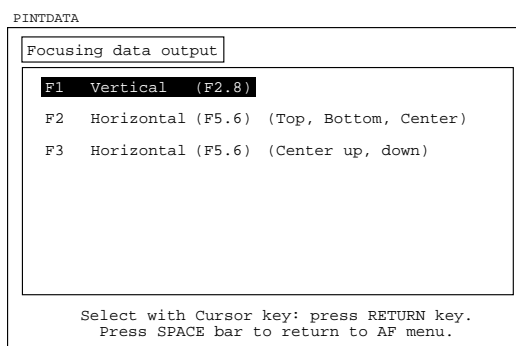 PINTDATA
Focusing data output
F1 Vertical (F2.8)
F2 Horizontal (F5.6) (Top, Bottom, Center)
F3 Horizontal (F5.6) (Center up, down)
Select with Cursor key: press RETURN key.
Press SPACE bar to return to AF menu.